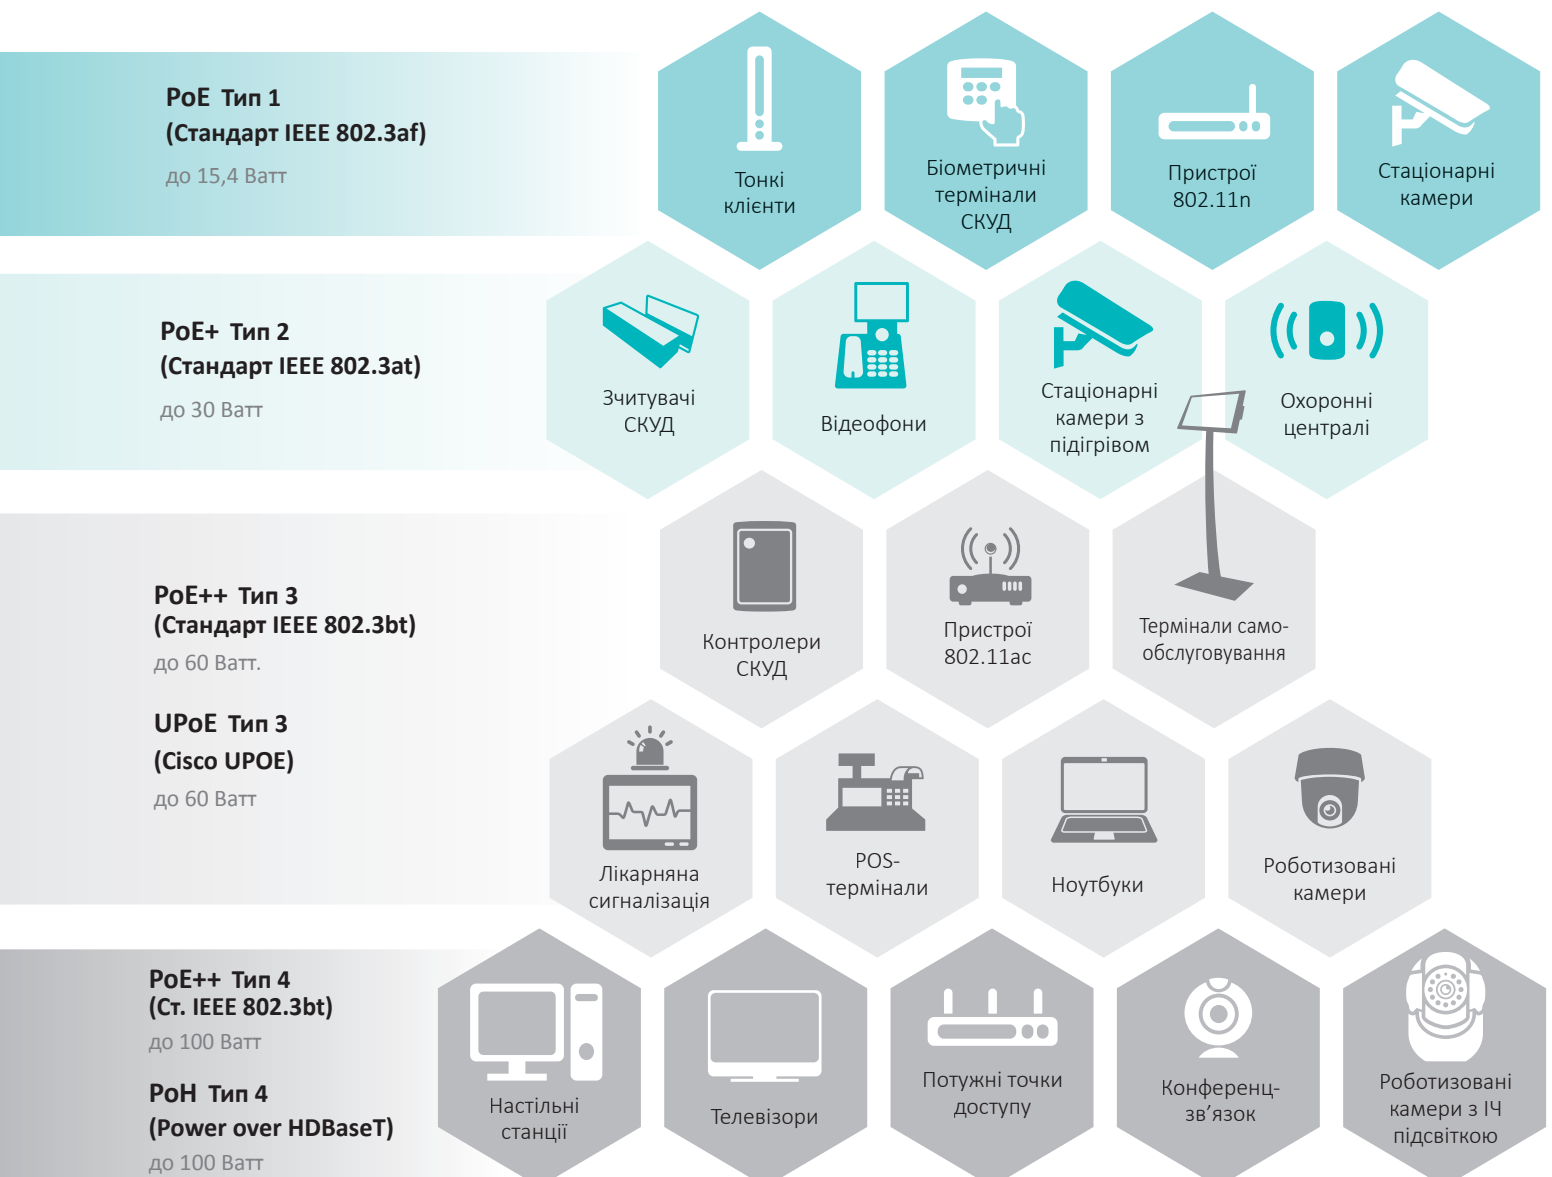 PoE Тип 1
(Стандарт IEEE 802.3af)
до 15,4 Ватт
Тонкі
клієнти
Біометричні
термінали
СКУД
Пристрої
802.11n
Стаціонарні
камери
PoE+ Тип 2
(Стандарт IEEE 802.3at)
до 30 Ватт
Зчитувачі
СКУД
Відеофони
Стаціонарні
камери з
підігрівом
Охоронні
централі
PoE++ Тип 3
(Стандарт IEEE 802.3bt)
до 60 Ватт.
Контролери
СКУД
Пристрої
802.11ac
Термінали само-
обслуговування
UPoE Тип 3
(Cisco UPOE)
до 60 Ватт
Лікарняна
сигналізація
POS-
термінали
Ноутбуки
Роботизовані
камери
PoE++ Тип 4
(Ст. IEEE 802.3bt)
до 100 Ватт
PoH Тип 4
(Power over HDBaseT)
до 100 Ватт
Настільні
станції
Телевізори
Потужні точки
доступу
Конференц-
зв’язок
Роботизовані
камери з ІЧ
підсвіткою